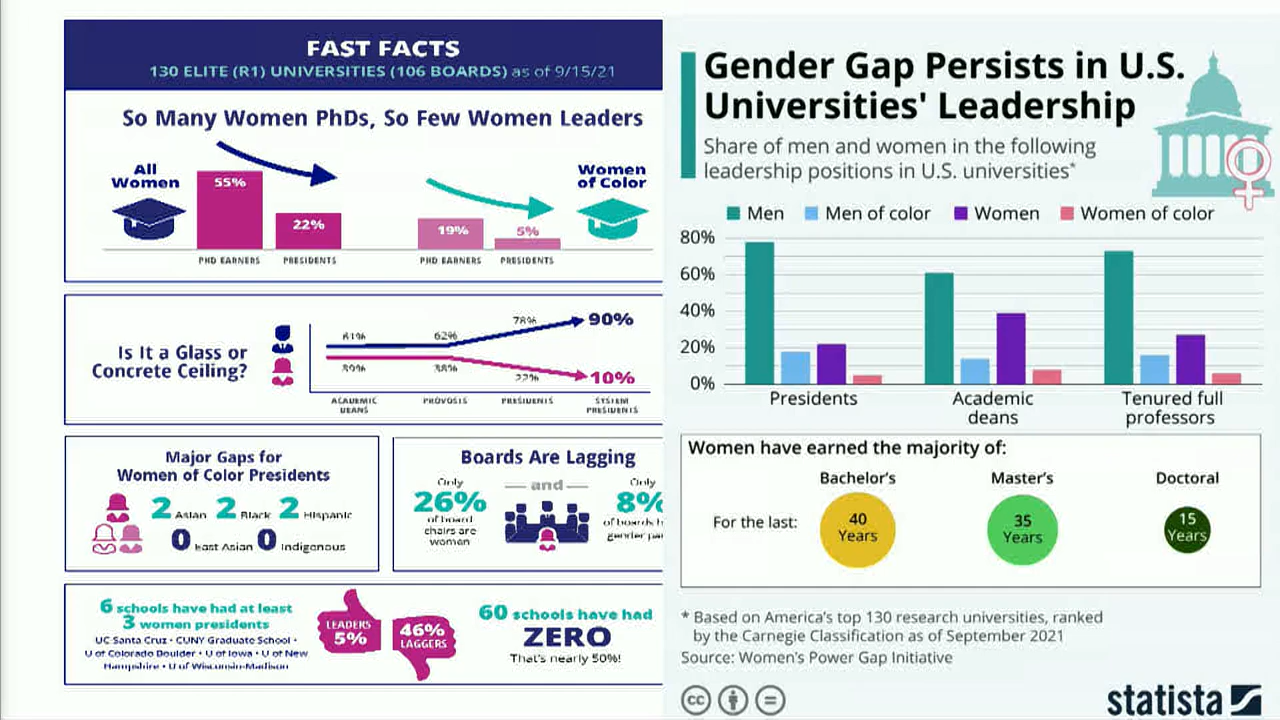 FAST FACTS
130 ELITE (R1) UNIVERSITIES (106 BOARDS) as of 9/15/21
So Many Women PhDs, So Few Women Leaders
All
Women
55%
22%
PHD EARNERS
PRESIDENTS
19%
5%
PHD EARNERS
PRESIDENTS
Women
of Color
Is It a Glass or
Concrete Ceiling?
61%
62%
78%
90%
39%
38%
22%
10%
ACADEMIC
DEANS
PROVOSTS
PRESIDENTS
SYSTEM
PRESIDENTS
Major Gaps for
Women of Color Presidents
2 Asian 2 Black 2 Hispanic
0 East Asian 0 Indigenous
Boards Are Lagging
Only
26%
of board
chairs are
women
and
Only
8%
of boards
gender
6 schools have had at least
3 women presidents
UC Santa Cruz • CUNY Graduate School •
U of Colorado Boulder • U of Iowa • U of New
Hampshire • U of Wisconsin-Madison
LEADERS
5%
46%
LAGGERS
60 schools have had
ZERO
That's nearly 50%!
Gender Gap Persists in U.S.
Universities' Leadership
Share of men and women in the following
leadership positions in U.S. universities*
Men
Men of color
Women
Women of color
80%
60%
40%
20%
0%
Presidents
Academic
deans
Tenured full
professors
Women have earned the majority of:
Bachelor's
Master's
Doctoral
For the last:
40
Years
35
Years
15
Years
* Based on America's top 130 research universities, ranked
by the Carnegie Classification as of September 2021
Source: Women's Power Gap Initiative
cc
statista